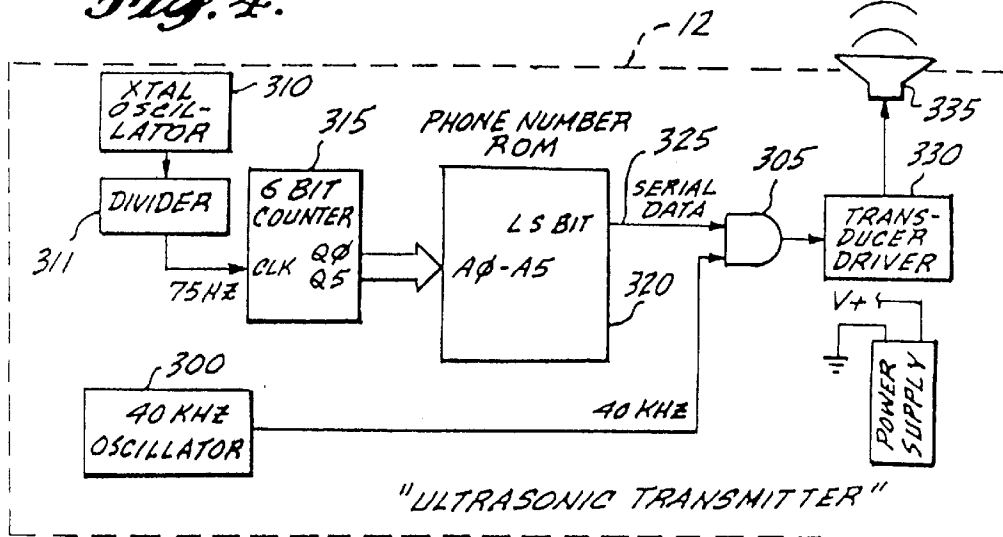 Fig. 4.
12
XTAL
OSCIL-
LATOR
310
DIVIDER
311
75HZ
315
6 BIT
COUNTER
QØ
CLK
Q5
PHONE NUMBER
ROM
LS BIT
AØ-A5
320
325
SERIAL
DATA
305
335
330
TRANS-
DUCER
DRIVER
V+
POWER
SUPPLY
300
40 KHZ
OSCILLATOR
40 KHZ
"ULTRASONIC TRANSMITTER"